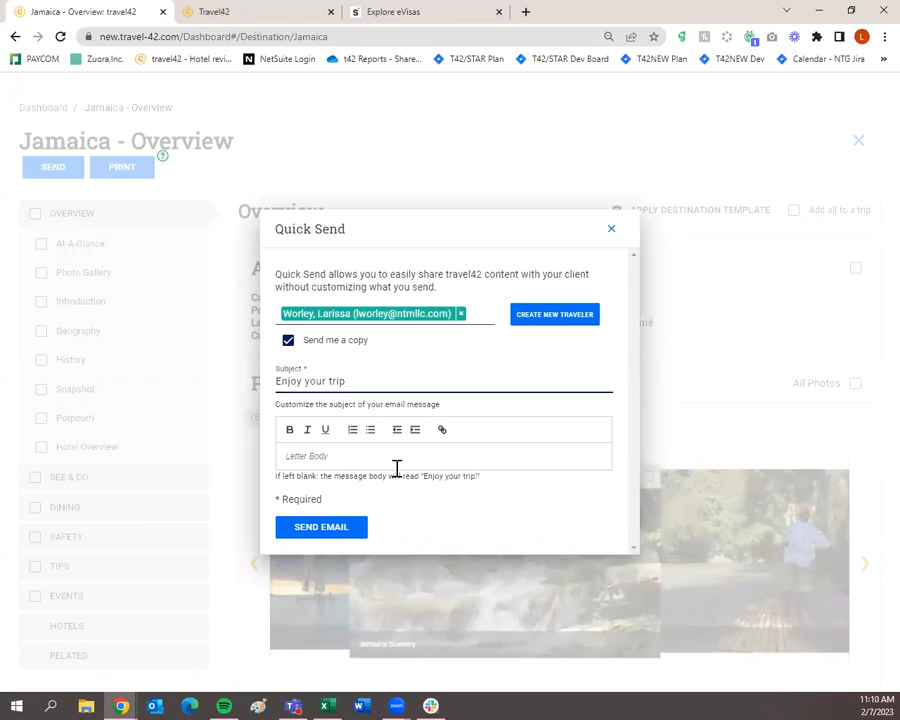 Jamaica - Overview: travel42
Travel42
Explore eVisas
new.travel-42.com/Dashboard#/Destination/Jamaica
PAYCOM
Zuora,Inc.
travel42 - Hotel revi...
NetSuite Login
t42 Reports - Share...
T42/STAR Plan
T42/STAR Dev Board
T42NEW Plan
T42NEW Dev
Calendar - NTG Jira
»
Dashboard / Jamaica - Overview
Jamaica - Overview
SEND
PRINT
OVERVIEW
At-A-Glance
Photo Gallery
Introduction
Geography
History
Snapshot
Potpourri
Hotel Overview
SEE & DO
DINING
SAFETY
TIPS
EVENTS
HOTELS
RELATED
Overview
APPLY DESTINATION TEMPLATE
Add all to a trip
All Photos
Quick Send
Quick Send allows you to easily share travel42 content with your client
without customizing what you send.
Worley, Larissa (lworley@ntmllc.com)
CREATE NEW TRAVELER
Send me a copy
Subject *
Enjoy your trip
Customize the subject of your email message
B I U
Letter Body
If left blank: the message body will read "Enjoy your trip!"
* Required
SEND EMAIL
Jamaica Scenery
11:10 AM
2/7/2023